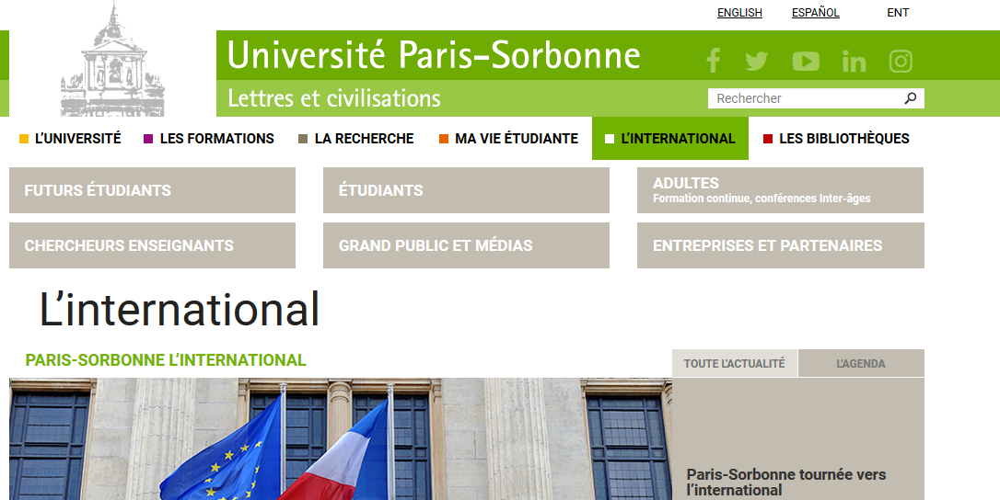 ENGLISH ESPAÑOL ENT
Université Paris-Sorbonne
Lettres et civilisations
Rechercher
L'UNIVERSITÉ LES FORMATIONS LA RECHERCHE MA VIE ÉTUDIANTE L'INTERNATIONAL LES BIBLIOTHÈQUES
FUTURS ÉTUDIANTS ÉTUDIANTS ADULTES
Formation continue, conférences Inter-âges
CHERCHEURS ENSEIGNANTS GRAND PUBLIC ET MÉDIAS ENTREPRISES ET PARTENAIRES
L'international
PARIS-SORBONNE L'INTERNATIONAL
TOUTE L'ACTUALITÉ L'AGENDA
Paris-Sorbonne tournée vers
l'international